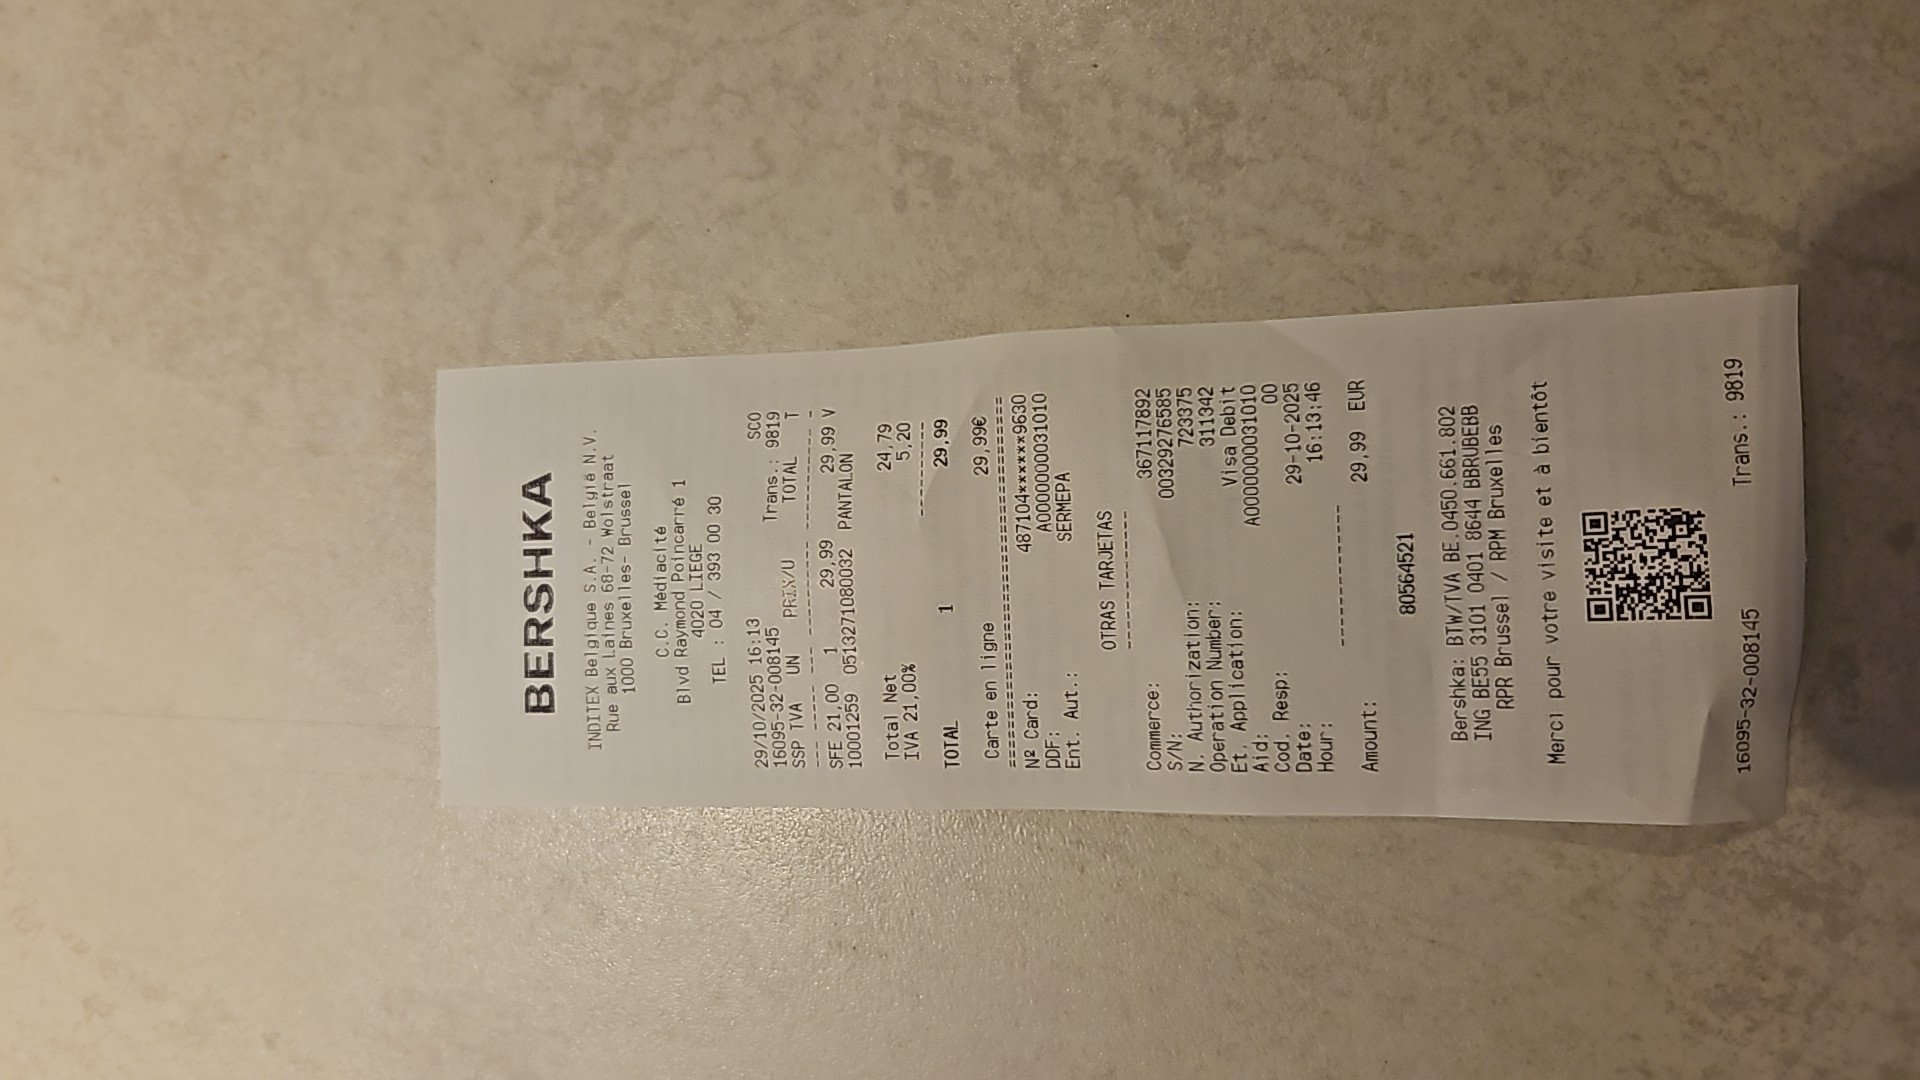 BERSHKA
INDITEX Belgique S.A. - België N.V.
Rue aux Laines 68-72 Wolstraat
1000 Bruxelles- Brussel
C.C. Médiacité
Blvd Raymond Poincarré 1
4020 LIEGE
TEL : 04 / 393 00 30
29/10/2025 16:13 SCO
16095-32-008145 Trans.: 9819
SSP TVA UN PRIX/U TOTAL T
--- ---- --- ---------- ---------- -
SFE 21,00 1 29,99 29,99 V
10001259 0513271080032 PANTALON
Total Net 24,79
IVA 21,00% 5,20
----------
TOTAL 1 29,99
Carte en ligne 29,99€
========================================
Nº Card: 487104******9630
DDF: A0000000031010
Ent. Aut.: SERMEPA
OTRAS TARJETAS
--------------
Commerce: 367117892
S/N: 00329276585
N. Authorization: 723375
Operation Number: 311342
Et. Application: Visa Debit
Aid: A0000000031010
Cod. Resp: 00
Date: 29-10-2025
Hour: 16:13:46
--------------
Amount: 29,99 EUR
80564521
Bershka: BTW/TVA BE.0450.661.802
ING BE55 3101 0401 8644 BBRUBEBB
RPR Brussel / RPM Bruxelles
Merci pour votre visite et à bientôt
16095-32-008145 Trans.: 9819